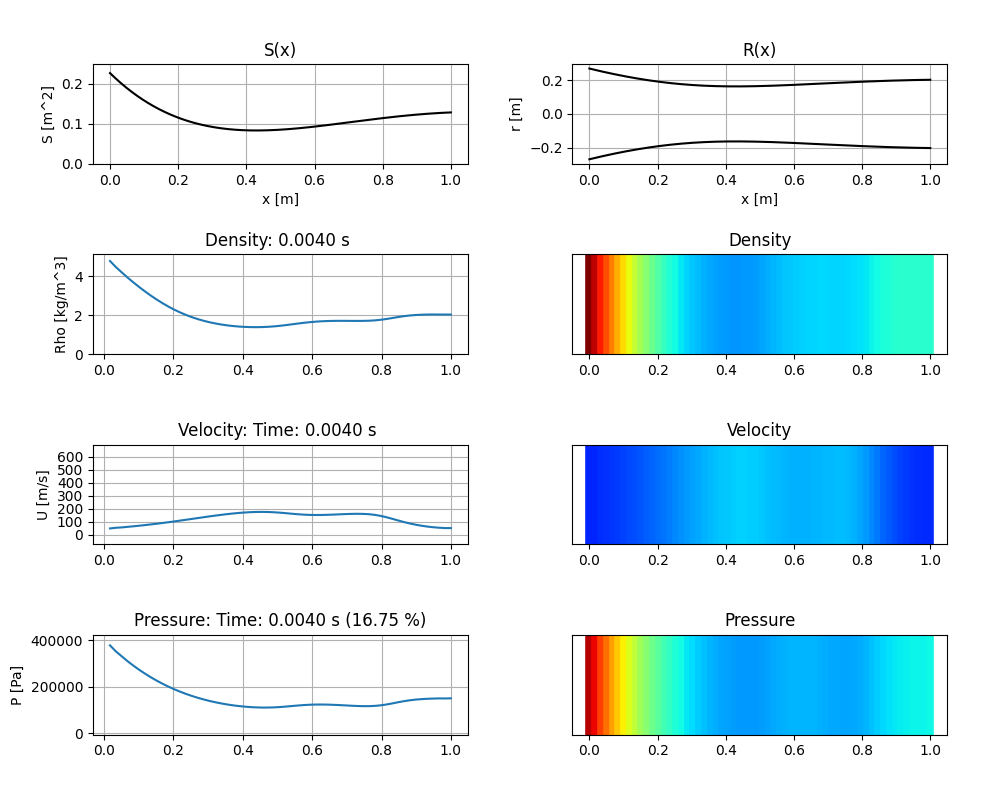 S(x)
S [m^2]
0.2
0.1
0.0
0.0 0.2 0.4 0.6 0.8 1.0
x [m]
R(x)
r [m]
0.2
0.0
−0.2
0.0 0.2 0.4 0.6 0.8 1.0
x [m]
Density: 0.0040 s
Rho [kg/m^3]
4
2
0
0.0 0.2 0.4 0.6 0.8 1.0
Density
0.0 0.2 0.4 0.6 0.8 1.0
Velocity: Time: 0.0040 s
U [m/s]
600
500
400
300
200
100
0
0.0 0.2 0.4 0.6 0.8 1.0
Velocity
0.0 0.2 0.4 0.6 0.8 1.0
Pressure: Time: 0.0040 s (16.75 %)
P [Pa]
400000
200000
0
0.0 0.2 0.4 0.6 0.8 1.0
Pressure
0.0 0.2 0.4 0.6 0.8 1.0